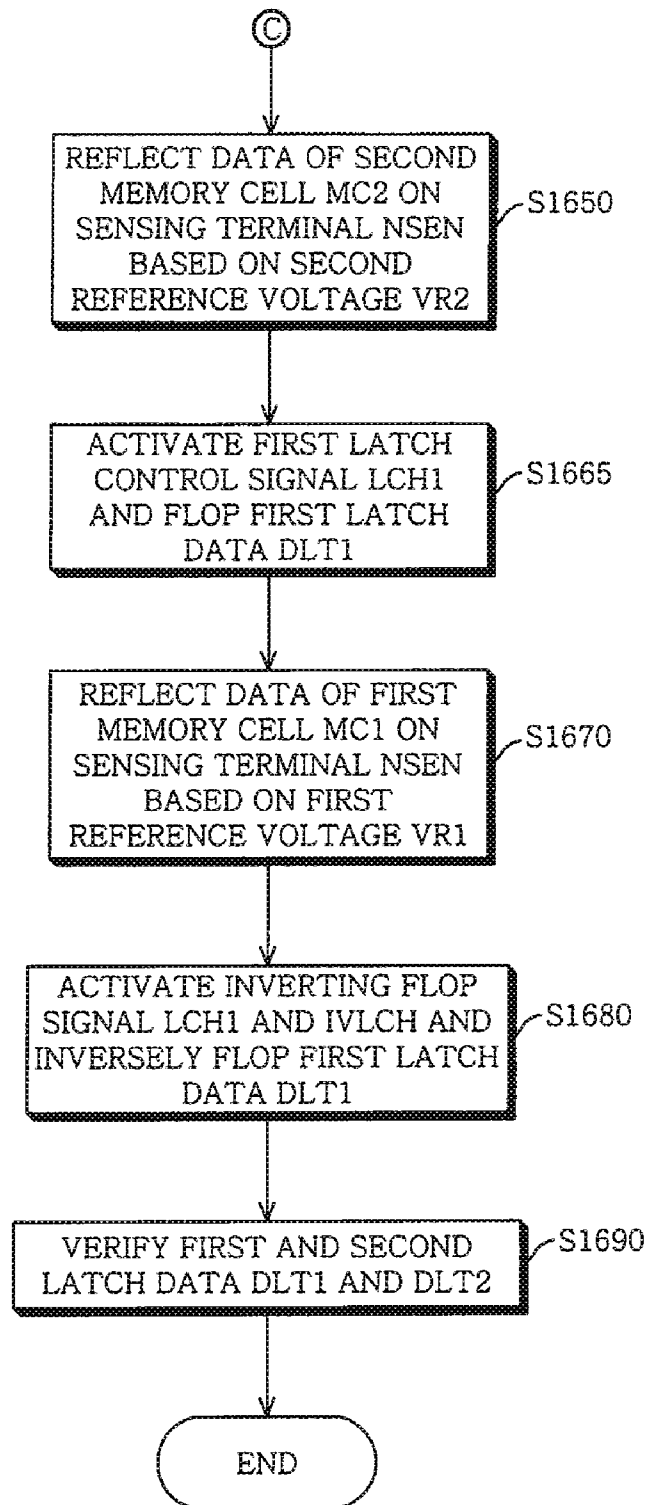 C
REFLECT DATA OF SECOND
MEMORY CELL MC2 ON
SENSING TERMINAL NSEN
BASED ON SECOND
REFERENCE VOLTAGE VR2
S1650
ACTIVATE FIRST LATCH
CONTROL SIGNAL LCH1
AND FLOP FIRST LATCH
DATA DLT1
S1665
REFLECT DATA OF FIRST
MEMORY CELL MC1 ON
SENSING TERMINAL NSEN
BASED ON FIRST
REFERENCE VOLTAGE VR1
S1670
ACTIVATE INVERTING FLOP
SIGNAL LCH1 AND IVLCH AND
INVERSELY FLOP FIRST LATCH
DATA DLT1
S1680
VERIFY FIRST AND SECOND
LATCH DATA DLT1 AND DLT2
S1690
END